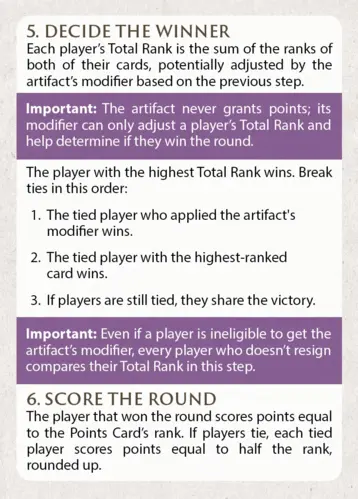 5. DECIDE THE WINNER
Each player's Total Rank is the sum of the ranks of
both of their cards, potentially adjusted by the
artifact's modifier based on the previous step.
Important: The artifact never grants points; its
modifier can only adjust a player's Total Rank and
help determine if they win the round.
The player with the highest Total Rank wins. Break
ties in this order:
1. The tied player who applied the artifact's
modifier wins.
2. The tied player with the highest-ranked
card wins.
3. If players are still tied, they share the victory.
Important: Even if a player is ineligible to get the
artifact's modifier, every player who doesn't resign
compares their Total Rank in this step.
6. SCORE THE ROUND
The player that won the round scores points equal
to the Points Card's rank. If players tie, each tied
player scores points equal to half the rank,
rounded up.